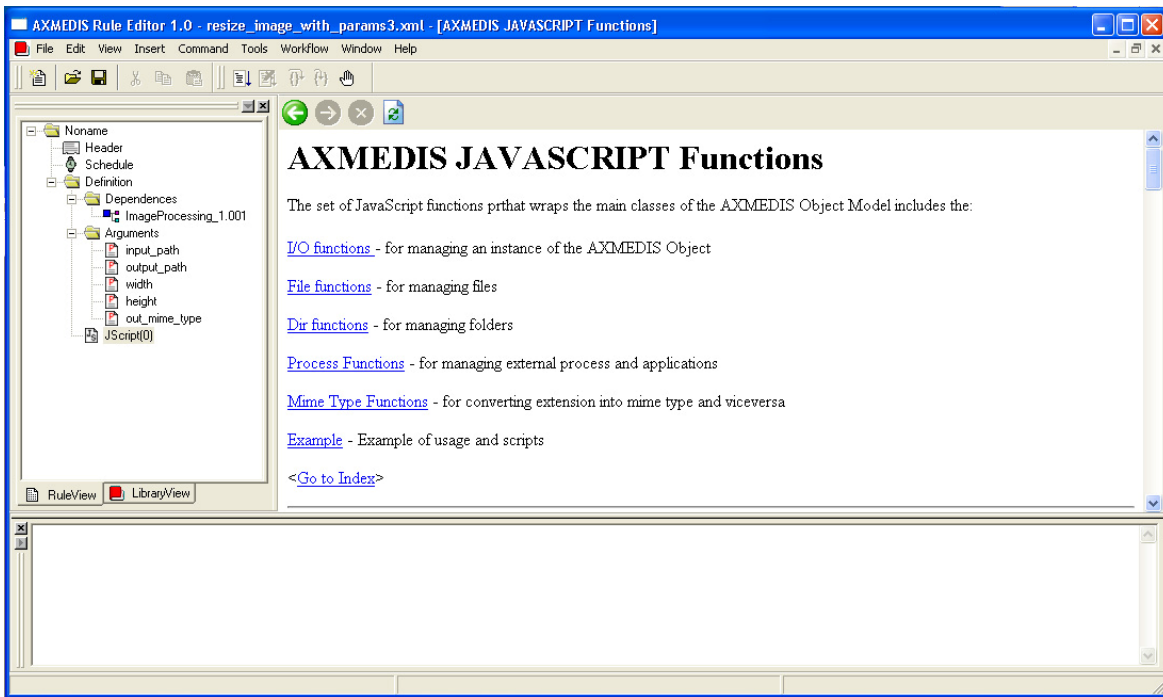 AXMEDIS Rule Editor 1.0 - resize_image_with_params3.xml - [AXMEDIS JAVASCRIPT Functions]
File Edit View Insert Command Tools Workflow Window Help
Noname
Header
Schedule
Definition
Dependences
ImageProcessing_1.001
Arguments
input_path
output_path
width
height
out_mime_type
JScript(0)
RuleView LibraryView
AXMEDIS JAVASCRIPT Functions
The set of JavaScript functions prthat wraps the main classes of the AXMEDIS Object Model includes the:
I/O functions - for managing an instance of the AXMEDIS Object
File functions - for managing files
Dir functions - for managing folders
Process Functions - for managing external process and applications
Mime Type Functions - for converting extension into mime type and viceversa
Example - Example of usage and scripts
<Go to Index>